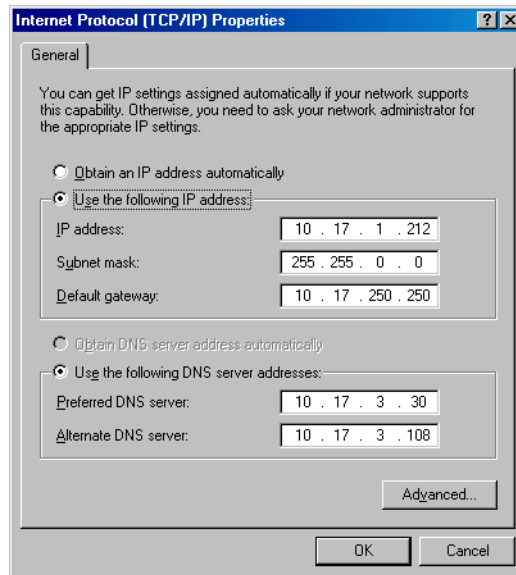 Internet Protocol (TCP/IP) Properties
General
You can get IP settings assigned automatically if your network supports
this capability. Otherwise, you need to ask your network administrator for
the appropriate IP settings.
Obtain an IP address automatically
Use the following IP address:
IP address: 10 . 17 . 1 . 212
Subnet mask: 255 . 255 . 0 . 0
Default gateway: 10 . 17 . 250 . 250
Obtain DNS server address automatically
Use the following DNS server addresses:
Preferred DNS server: 10 . 17 . 3 . 30
Alternate DNS server: 10 . 17 . 3 . 108
Advanced...
OK Cancel